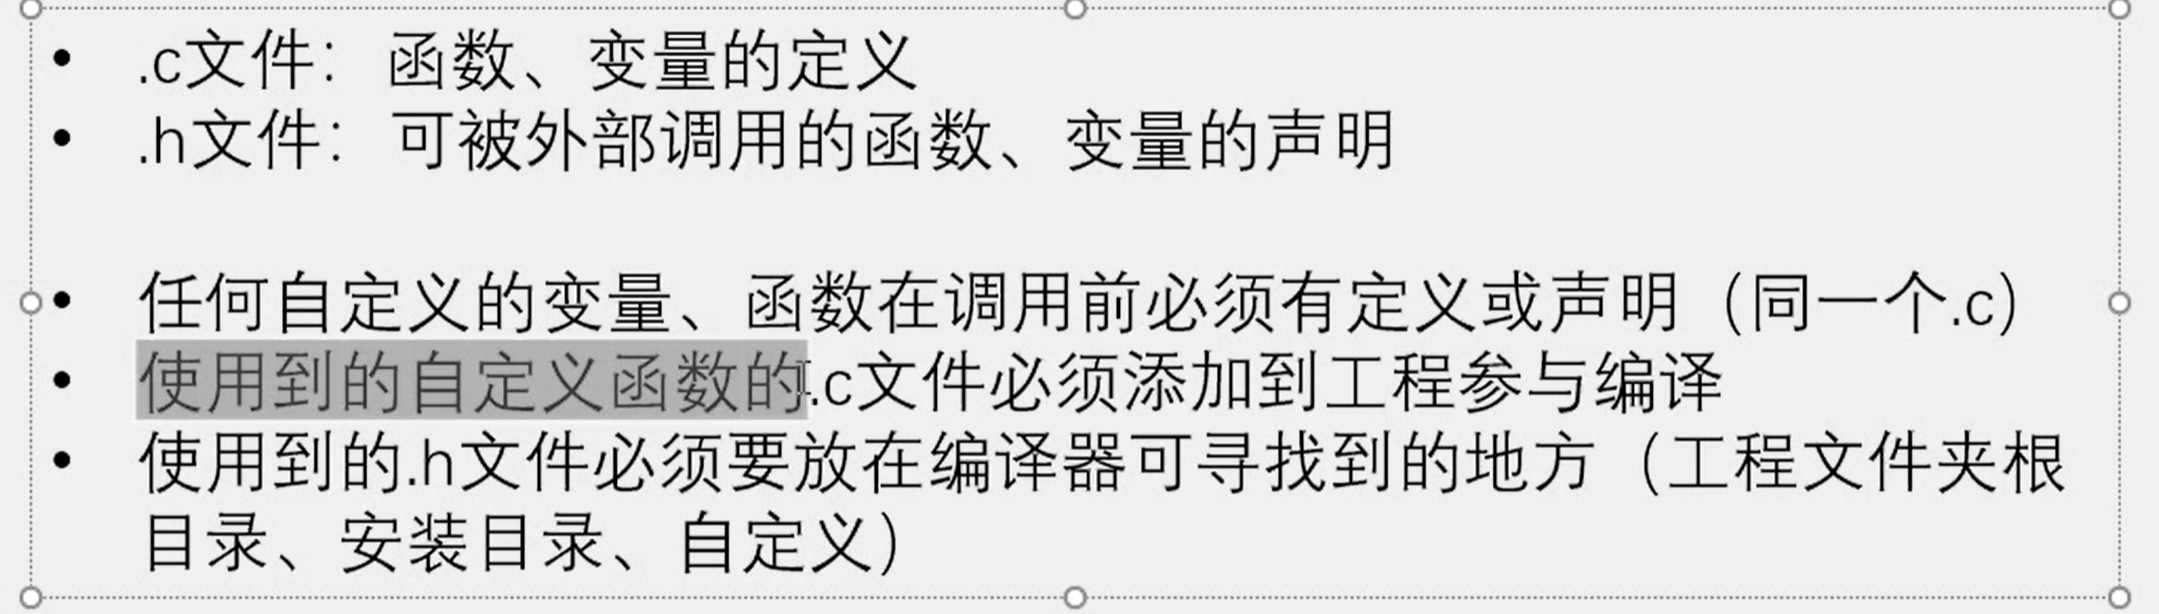 • .c文件：函数、变量的定义
• .h文件：可被外部调用的函数、变量的声明
• 任何自定义的变量、函数在调用前必须有定义或声明（同一个.c）
• 使用到的自定义函数的.c文件必须添加到工程参与编译
• 使用到的.h文件必须要放在编译器可寻找到的地方（工程文件夹根
目录、安装目录、自定义）